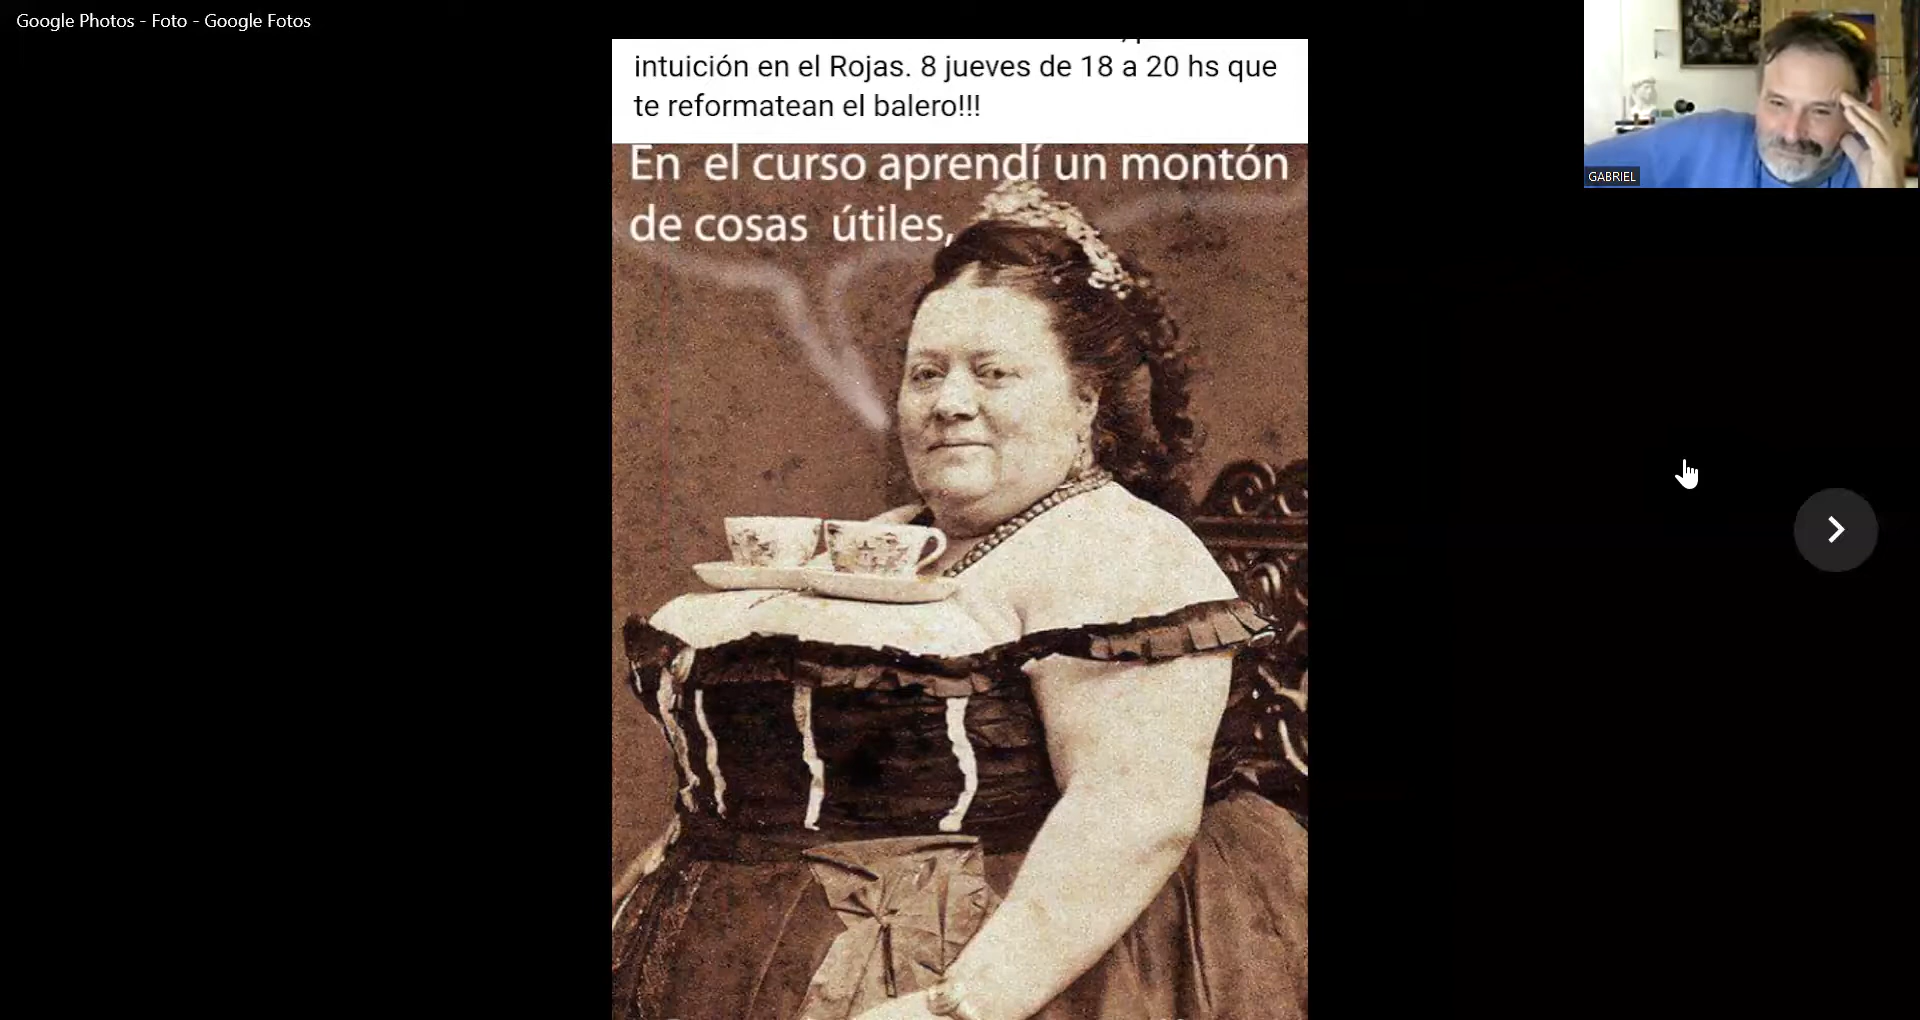 Google Photos - Foto - Google Fotos
intuición en el Rojas. 8 jueves de 18 a 20 hs que
te reformatean el balero!!!
En el curso aprendí un montón
de cosas útiles,
GABRIEL